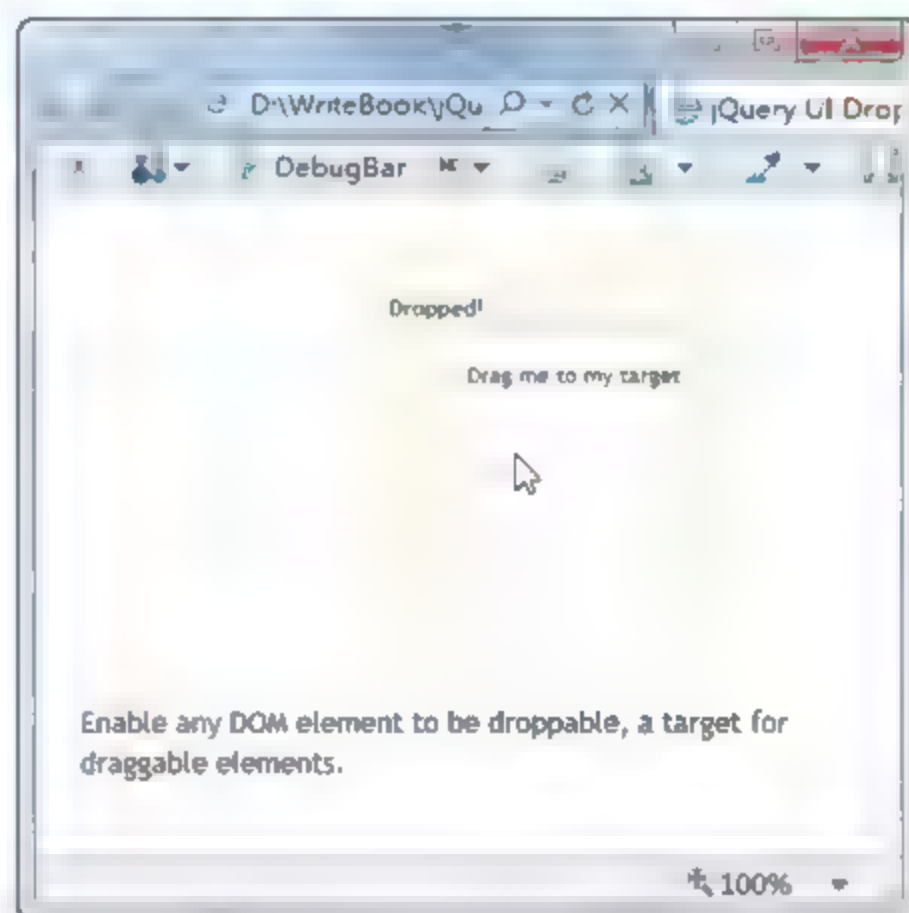 D:\WriteBook\jQu
jQuery UI Drop
DebugBar
Dropped!
Drag me to my target
Enable any DOM element to be droppable, a target for
draggable elements.
100%